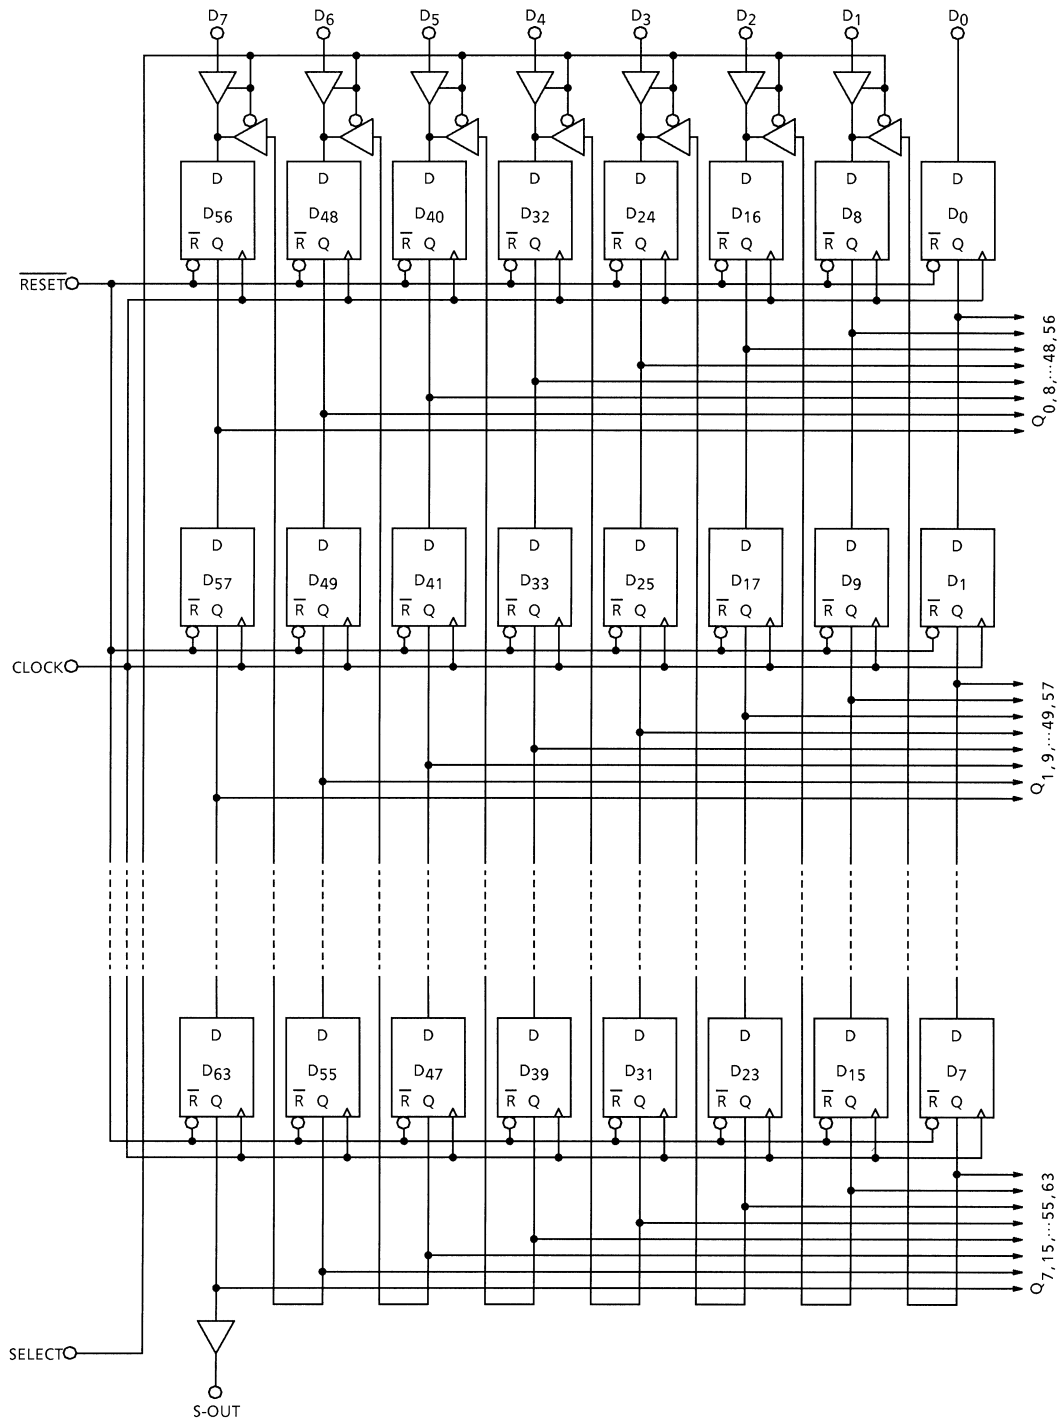 D7 D6 D5 D4 D3 D2 D1 D0
D D D D D D D D
D56 D48 D40 D32 D24 D16 D8 D0
R̅ Q R̅ Q R̅ Q R̅ Q R̅ Q R̅ Q R̅ Q R̅ Q
R̅E̅S̅E̅T̅
Q0,8,···48,56
D D D D D D D D
D57 D49 D41 D33 D25 D17 D9 D1
R̅ Q R̅ Q R̅ Q R̅ Q R̅ Q R̅ Q R̅ Q R̅ Q
CLOCK
Q1,9,···49,57
D D D D D D D D
D63 D55 D47 D39 D31 D23 D15 D7
R̅ Q R̅ Q R̅ Q R̅ Q R̅ Q R̅ Q R̅ Q R̅ Q
Q7,15,···55,63
SELECT
S-OUT